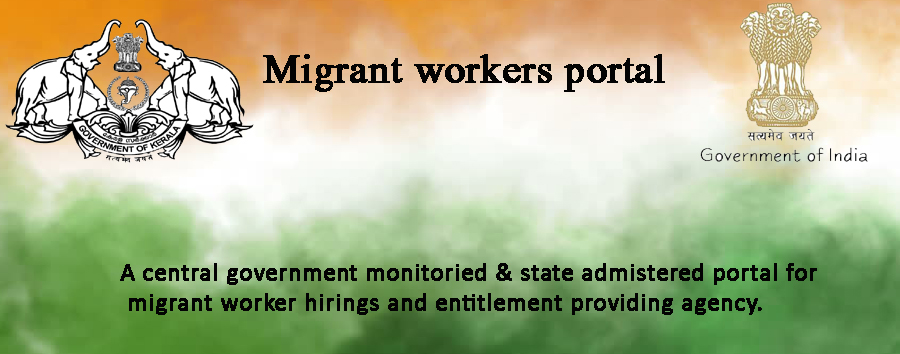 Migrant workers portal
GOVERNMENT OF KERALA
सत्यमेव जयते
सत्यमेव जयते
Government of India
A central government monitoried & state admistered portal for
migrant worker hirings and entitlement providing agency.